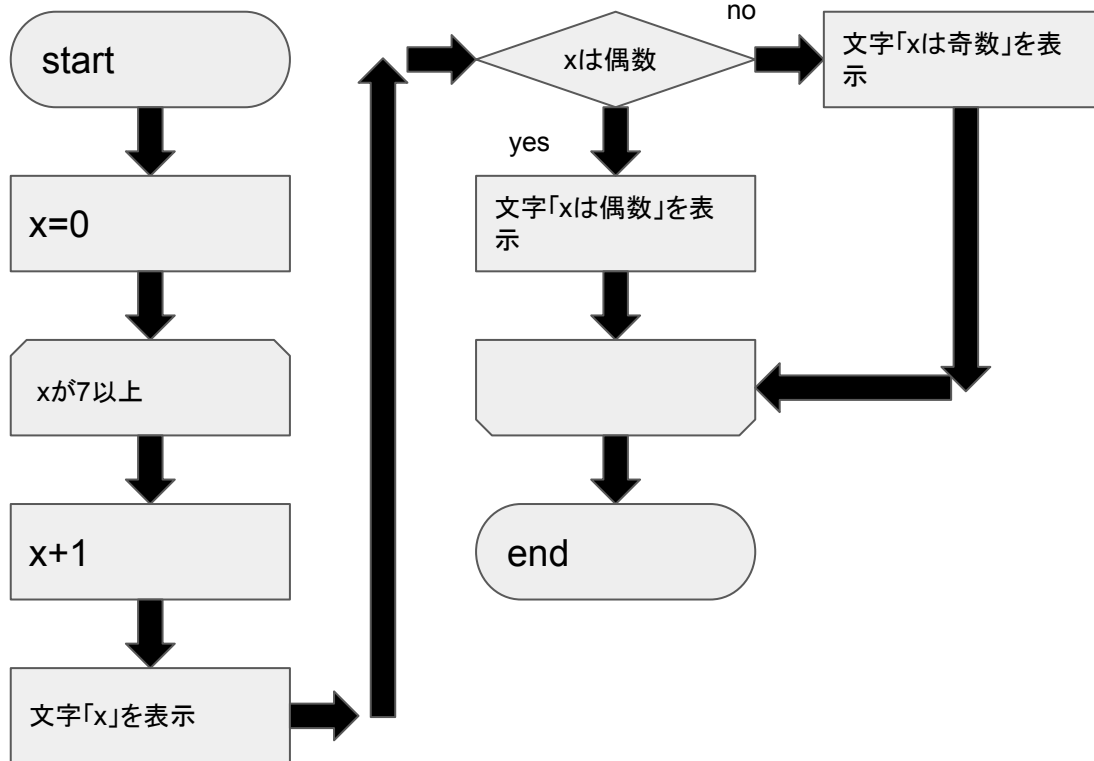 start
x=0
xが7以上
x+1
文字「x」を表示
xは偶数
no
文字「xは奇数」を表
示
yes
文字「xは偶数」を表
示
end